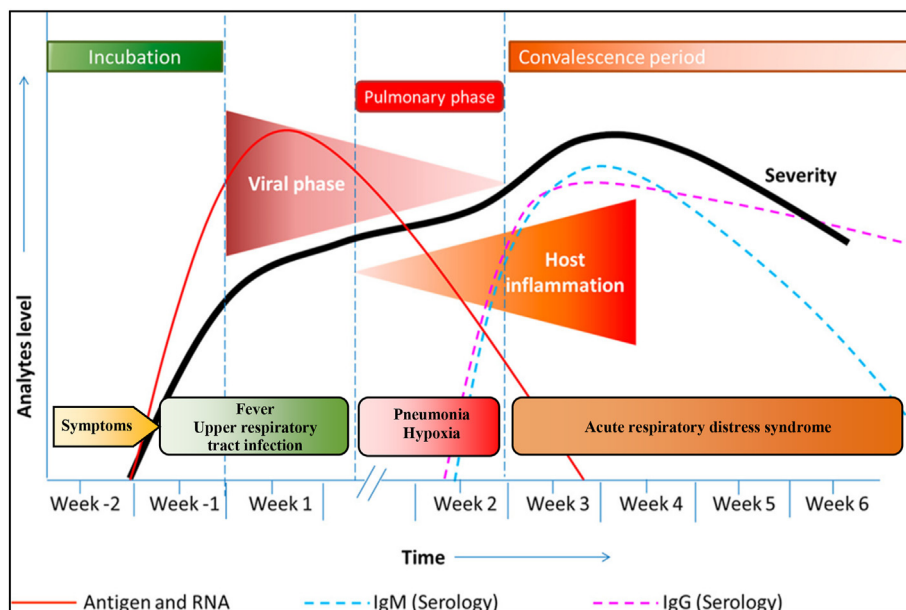 Incubation
Convalescence period
Pulmonary phase
Viral phase
Severity
Host
inflammation
Analytes level
Symptoms
Fever
Upper respiratory
tract infection
Pneumonia
Hypoxia
Acute respiratory distress syndrome
Week -2
Week -1
Week 1
Week 2
Week 3
Week 4
Week 5
Week 6
Time
Antigen and RNA
IgM (Serology)
IgG (Serology)